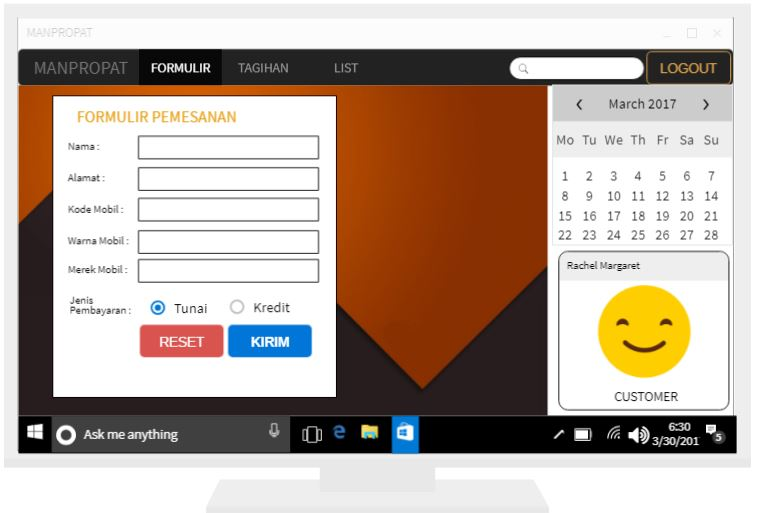 MANPROPAT
MANPROPAT FORMULIR TAGIHAN LIST LOGOUT
FORMULIR PEMESANAN
Nama :
Alamat :
Kode Mobil :
Warna Mobil :
Merek Mobil :
Jenis
Pembayaran : Tunai Kredit
RESET KIRIM
March 2017
Mo Tu We Th Fr Sa Su
1 2 3 4 5 6 7
8 9 10 11 12 13 14
15 16 17 18 19 20 21
22 23 24 25 26 27 28
Rachel Margaret
CUSTOMER
Ask me anything
6:30
3/30/201
5